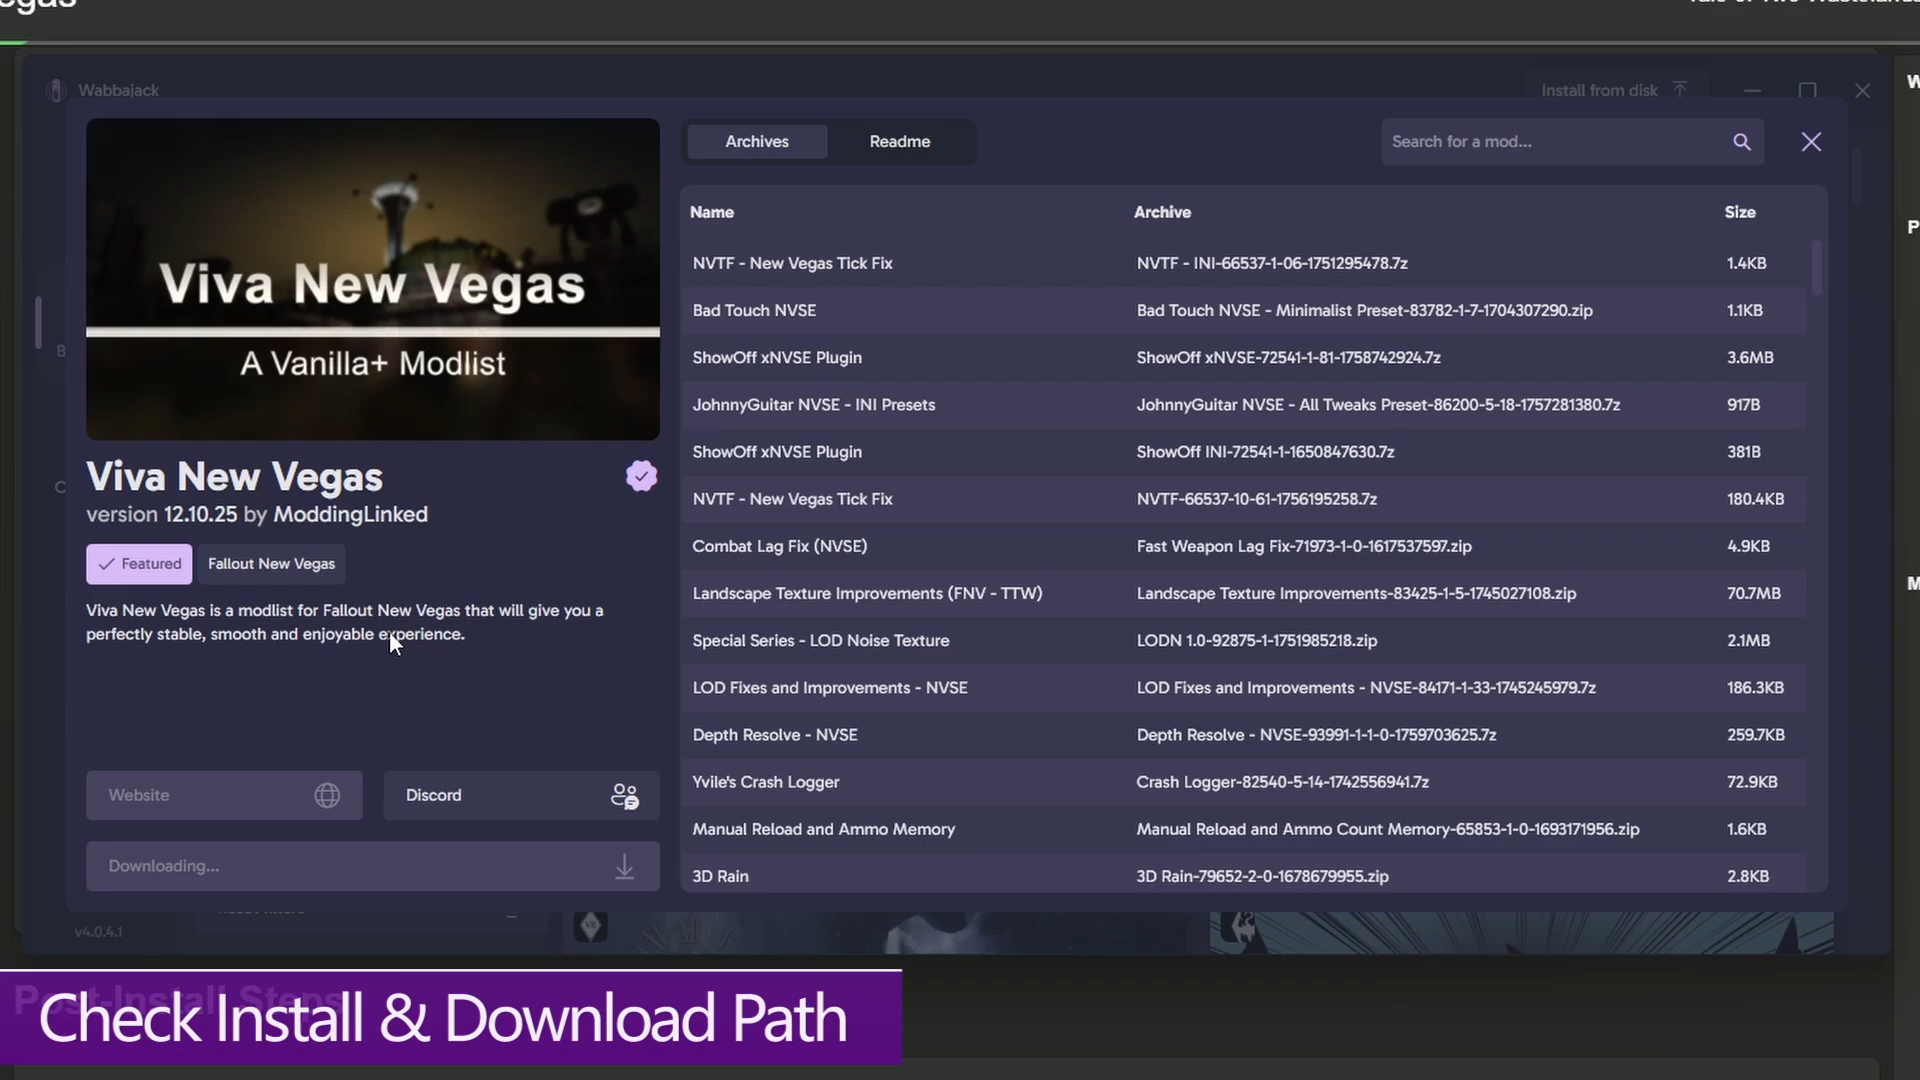 Wabbajack
Install from disk
Viva New Vegas
A Vanilla+ Modlist
Viva New Vegas
version 12.10.25 by ModdingLinked
Featured
Fallout New Vegas
Viva New Vegas is a modlist for Fallout New Vegas that will give you a
perfectly stable, smooth and enjoyable experience.
Website
Discord
Downloading...
v4.0.4.1
Archives
Readme
Search for a mod...
Name Archive Size
NVTF - New Vegas Tick Fix NVTF - INI-66537-1-06-1751295478.7z 1.4KB
Bad Touch NVSE Bad Touch NVSE - Minimalist Preset-83782-1-7-1704307290.zip 1.1KB
ShowOff xNVSE Plugin ShowOff xNVSE-72541-1-81-1758742924.7z 3.6MB
JohnnyGuitar NVSE - INI Presets JohnnyGuitar NVSE - All Tweaks Preset-86200-5-18-1757281380.7z 917B
ShowOff xNVSE Plugin ShowOff INI-72541-1-1650847630.7z 381B
NVTF - New Vegas Tick Fix NVTF-66537-10-61-1756195258.7z 180.4KB
Combat Lag Fix (NVSE) Fast Weapon Lag Fix-71973-1-0-1617537597.zip 4.9KB
Landscape Texture Improvements (FNV - TTW) Landscape Texture Improvements-83425-1-5-1745027108.zip 70.7MB
Special Series - LOD Noise Texture LODN 1.0-92875-1-1751985218.zip 2.1MB
LOD Fixes and Improvements - NVSE LOD Fixes and Improvements - NVSE-84171-1-33-1745245979.7z 186.3KB
Depth Resolve - NVSE Depth Resolve - NVSE-93991-1-1-0-1759703625.7z 259.7KB
Yvile's Crash Logger Crash Logger-82540-5-14-1742556941.7z 72.9KB
Manual Reload and Ammo Memory Manual Reload and Ammo Count Memory-65853-1-0-1693171956.zip 1.6KB
3D Rain 3D Rain-79652-2-0-1678679955.zip 2.8KB
Post-Install Steps
Check Install & Download Path